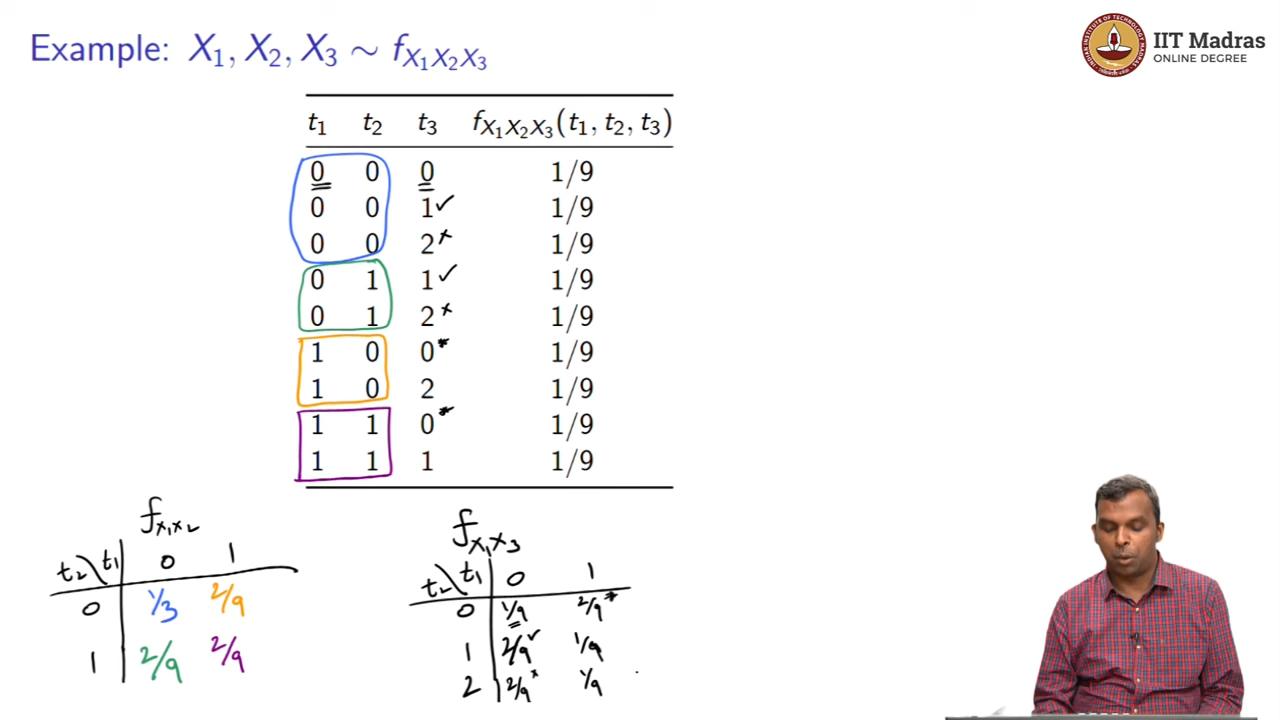 Example: X₁, X₂, X₃ ~ f_X₁X₂X₃
IIT Madras
ONLINE DEGREE
t₁ t₂ t₃ f_X₁X₂X₃(t₁, t₂, t₃)
0 0 0 1/9
0 0 1 ✓ 1/9
0 0 2 × 1/9
0 1 1 ✓ 1/9
0 1 2 × 1/9
1 0 0 * 1/9
1 0 2 1/9
1 1 0 * 1/9
1 1 1 1/9
f_X₁X₂
t₂ \ t₁ 0 1
0 1/3 2/9
1 2/9 2/9
f_X₁X₃
t₂ \ t₁ 0 1
0 1/9 2/9 *
1 2/9 ✓ 1/9
2 2/9 × 1/9